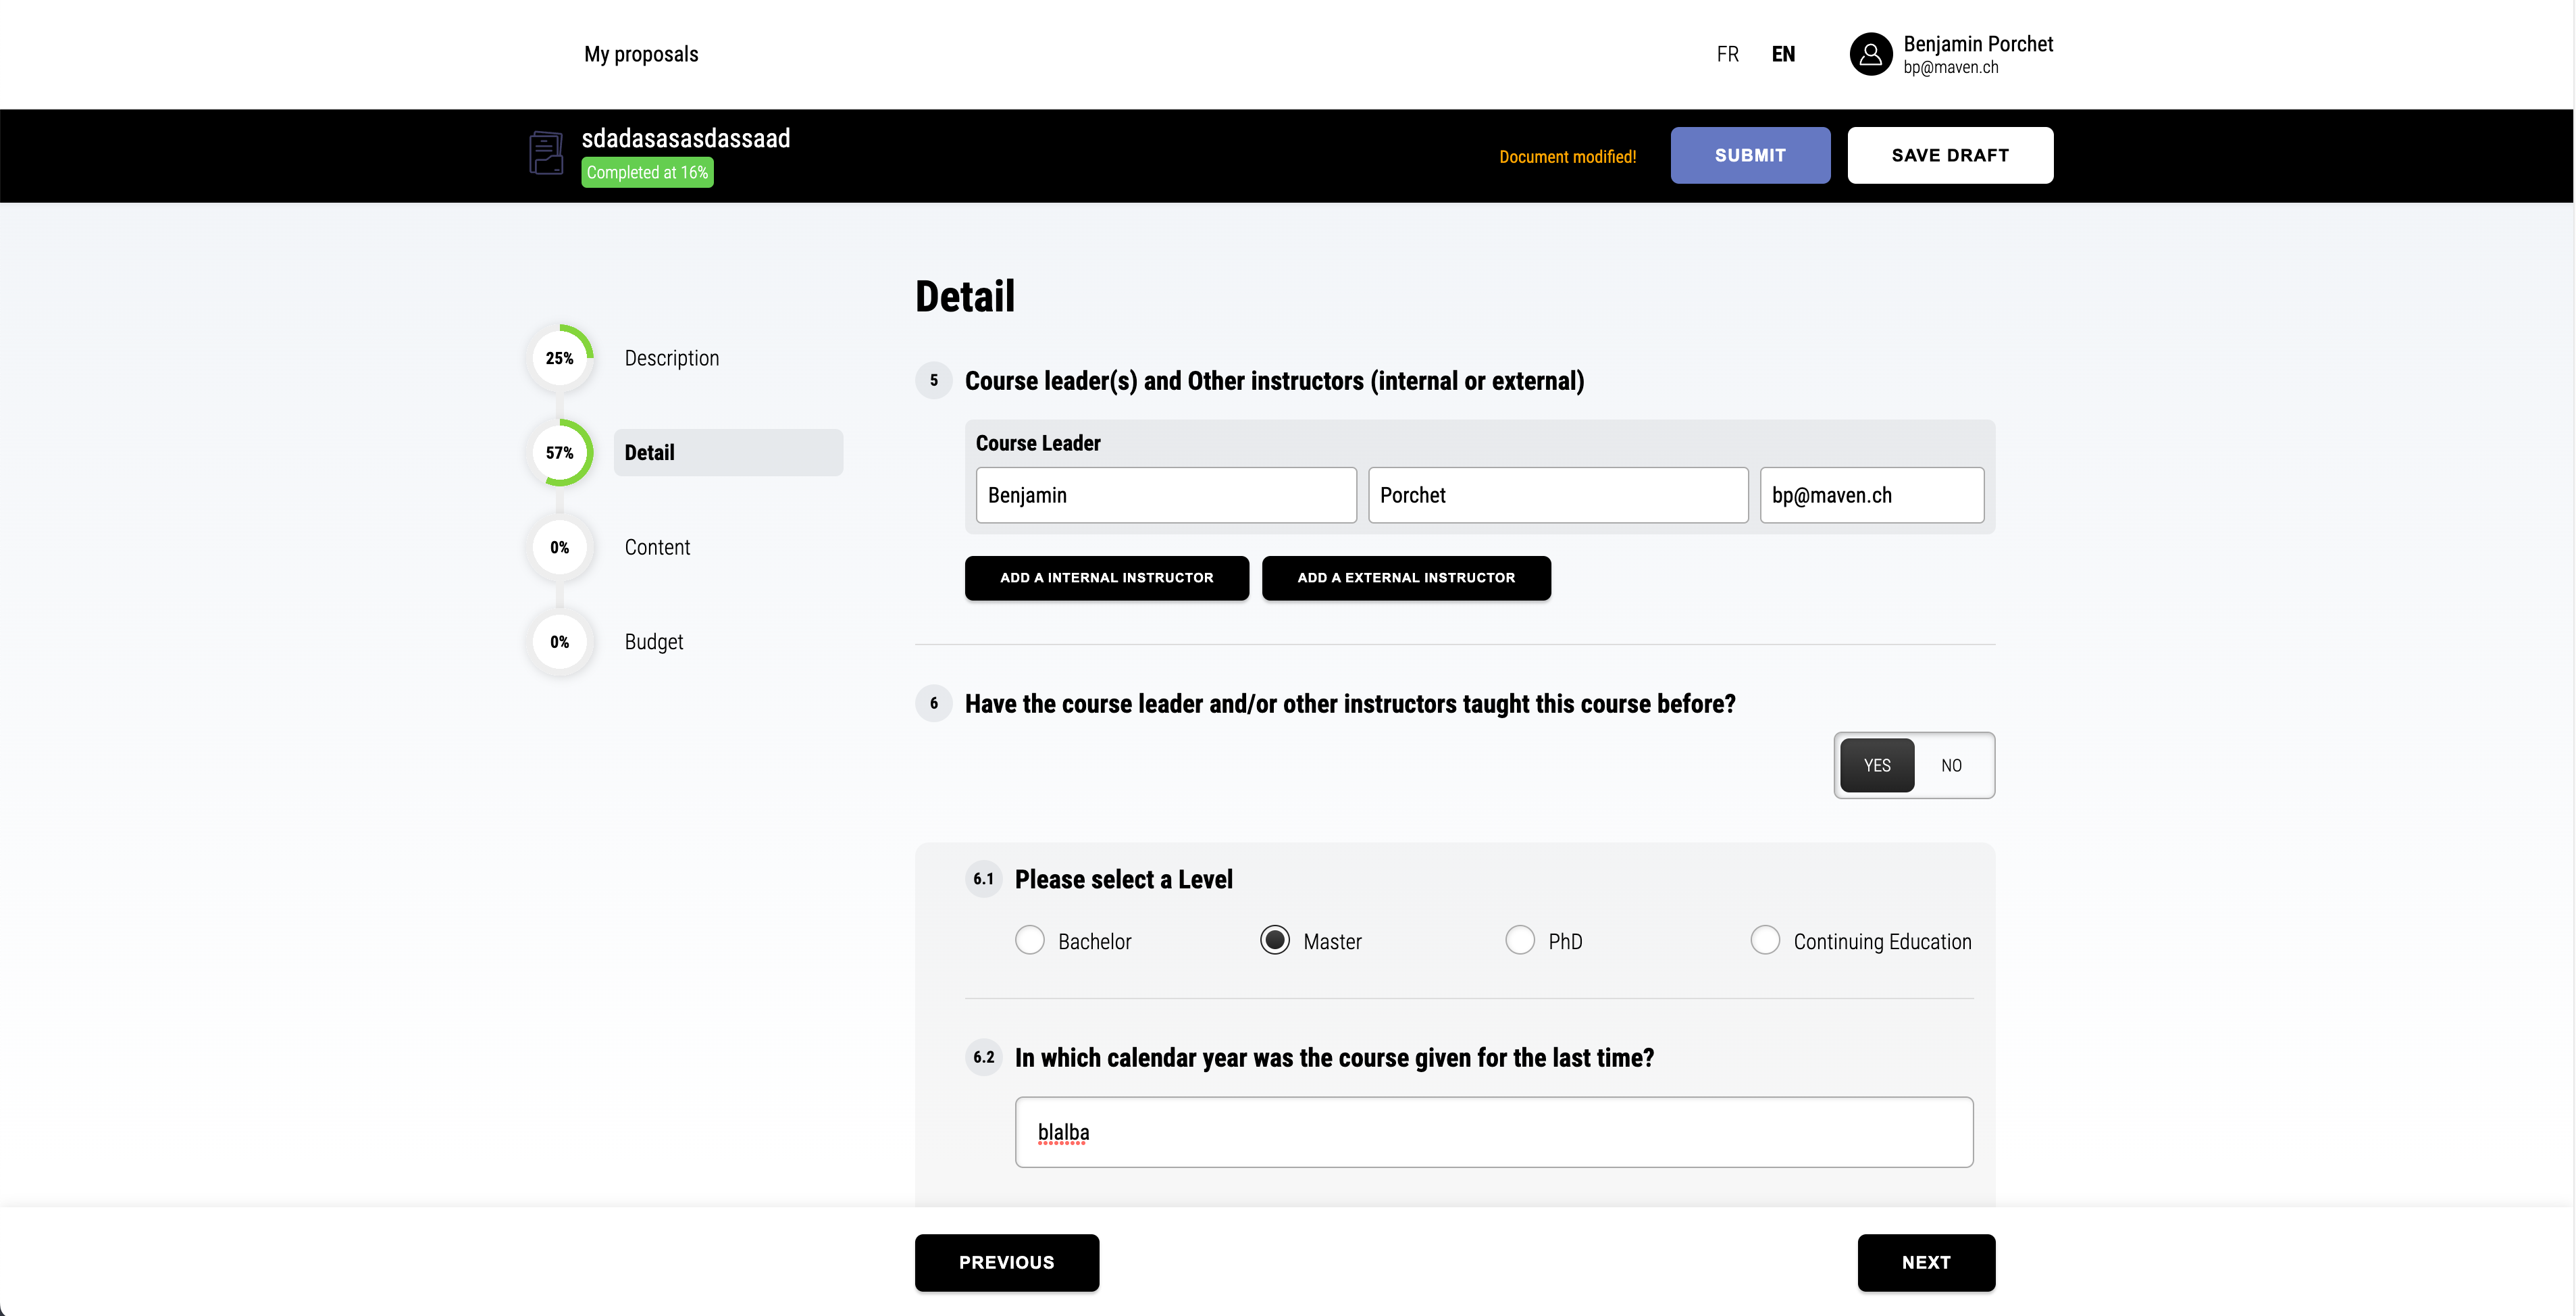 My proposals
FR EN
Benjamin Porchet
bp@maven.ch
sdadasasasdassaad
Completed at 16%
Document modified!
SUBMIT
SAVE DRAFT
25% Description
57% Detail
0% Content
0% Budget
Detail
5 Course leader(s) and Other instructors (internal or external)
Course Leader
Benjamin Porchet bp@maven.ch
ADD A INTERNAL INSTRUCTOR ADD A EXTERNAL INSTRUCTOR
6 Have the course leader and/or other instructors taught this course before?
YES NO
6.1 Please select a Level
Bachelor Master PhD Continuing Education
6.2 In which calendar year was the course given for the last time?
blalba
PREVIOUS NEXT